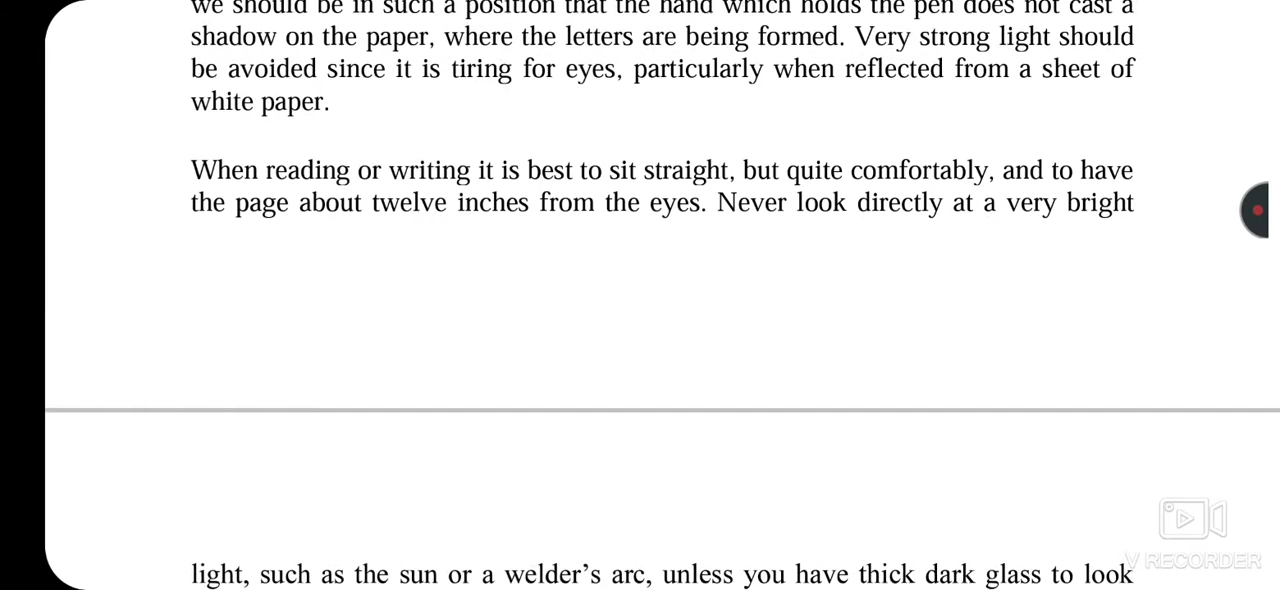 we should be in such a position that the hand which holds the pen does not cast a
shadow on the paper, where the letters are being formed. Very strong light should
be avoided since it is tiring for eyes, particularly when reflected from a sheet of
white paper.
When reading or writing it is best to sit straight, but quite comfortably, and to have
the page about twelve inches from the eyes. Never look directly at a very bright
V RECORDER
light, such as the sun or a welder’s arc, unless you have thick dark glass to look